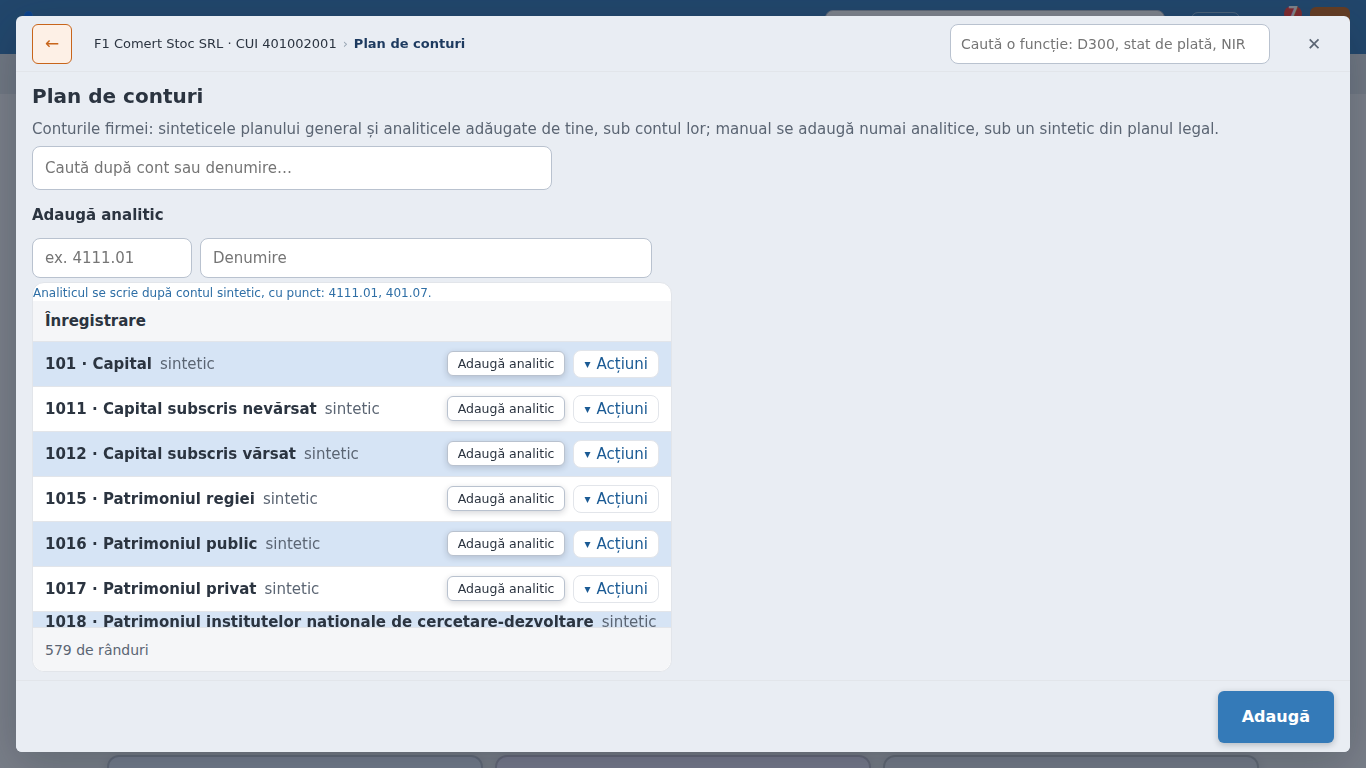 7
←
F1 Comert Stoc SRL · CUI 401002001 › Plan de conturi
Caută o funcție: D300, stat de plată, NIR
✕
Plan de conturi
Conturile firmei: sinteticele planului general și analiticele adăugate de tine, sub contul lor; manual se adaugă numai analitice, sub un sintetic din planul legal.
Caută după cont sau denumire…
Adaugă analitic
ex. 4111.01
Denumire
Analiticul se scrie după contul sintetic, cu punct: 4111.01, 401.07.
Înregistrare
101 · Capital sintetic Adaugă analitic ▾ Acțiuni
1011 · Capital subscris nevărsat sintetic Adaugă analitic ▾ Acțiuni
1012 · Capital subscris vărsat sintetic Adaugă analitic ▾ Acțiuni
1015 · Patrimoniul regiei sintetic Adaugă analitic ▾ Acțiuni
1016 · Patrimoniul public sintetic Adaugă analitic ▾ Acțiuni
1017 · Patrimoniul privat sintetic Adaugă analitic ▾ Acțiuni
1018 · Patrimoniul institutelor nationale de cercetare-dezvoltare sintetic
579 de rânduri
Adaugă